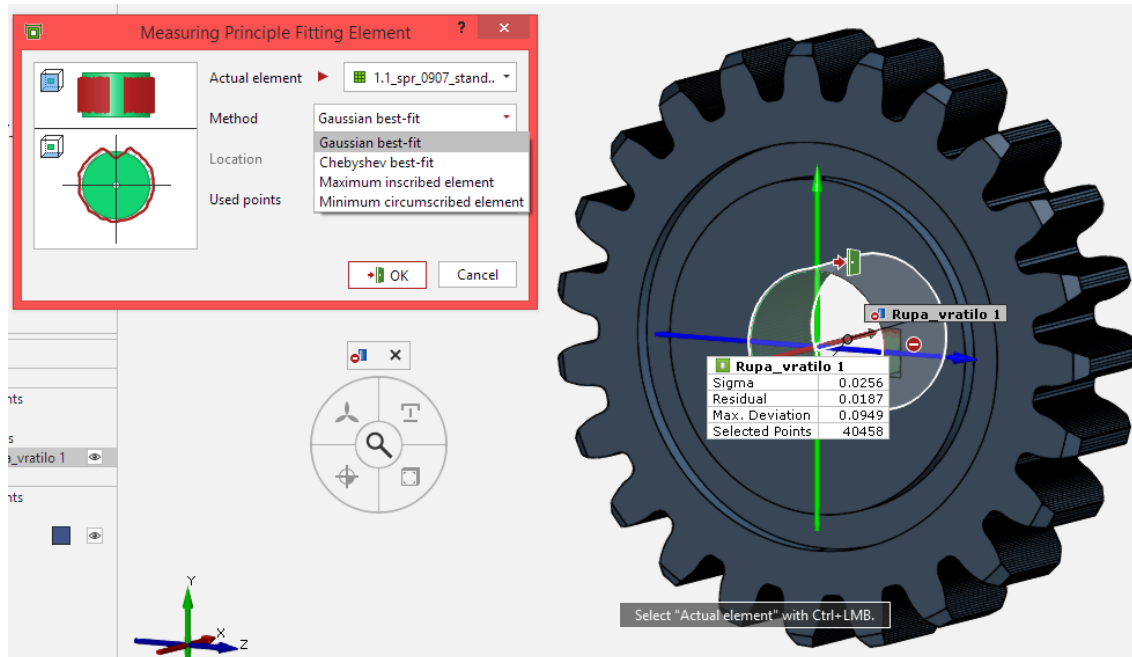 Measuring Principle Fitting Element ? ×
Actual element 1.1_spr_0907_stand..
Method Gaussian best-fit
Gaussian best-fit
Location Chebyshev best-fit
Maximum inscribed element
Used points Minimum circumscribed element
OK Cancel
Rupa_vratilo 1
Rupa_vratilo 1
Sigma 0.0256
Residual 0.0187
Max. Deviation 0.0949
Selected Points 40458
nts
s
a_vratilo 1
nts
Y
X
Z
Select "Actual element" with Ctrl+LMB.